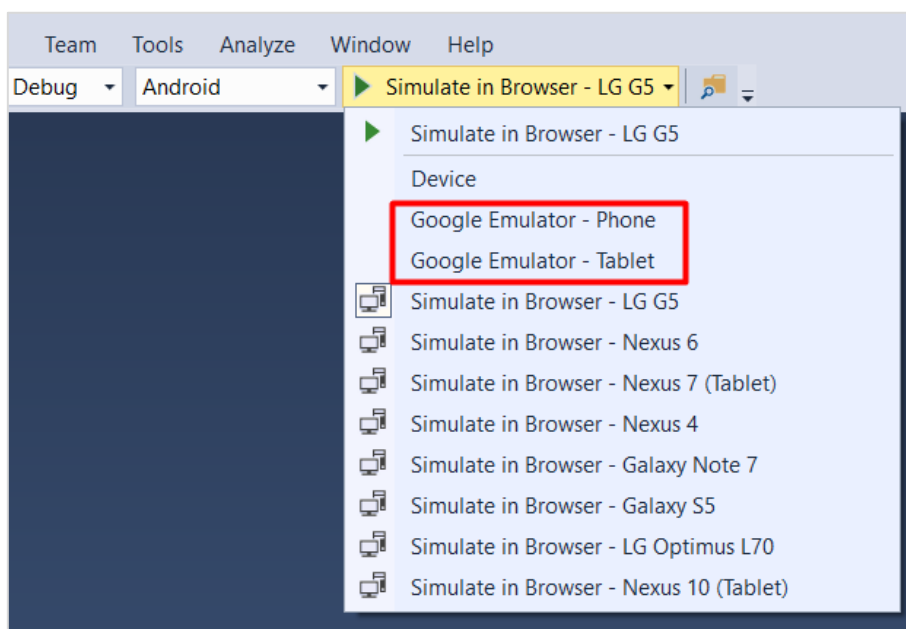 Team Tools Analyze Window Help
Debug Android Simulate in Browser - LG G5
Simulate in Browser - LG G5
Device
Google Emulator - Phone
Google Emulator - Tablet
Simulate in Browser - LG G5
Simulate in Browser - Nexus 6
Simulate in Browser - Nexus 7 (Tablet)
Simulate in Browser - Nexus 4
Simulate in Browser - Galaxy Note 7
Simulate in Browser - Galaxy S5
Simulate in Browser - LG Optimus L70
Simulate in Browser - Nexus 10 (Tablet)